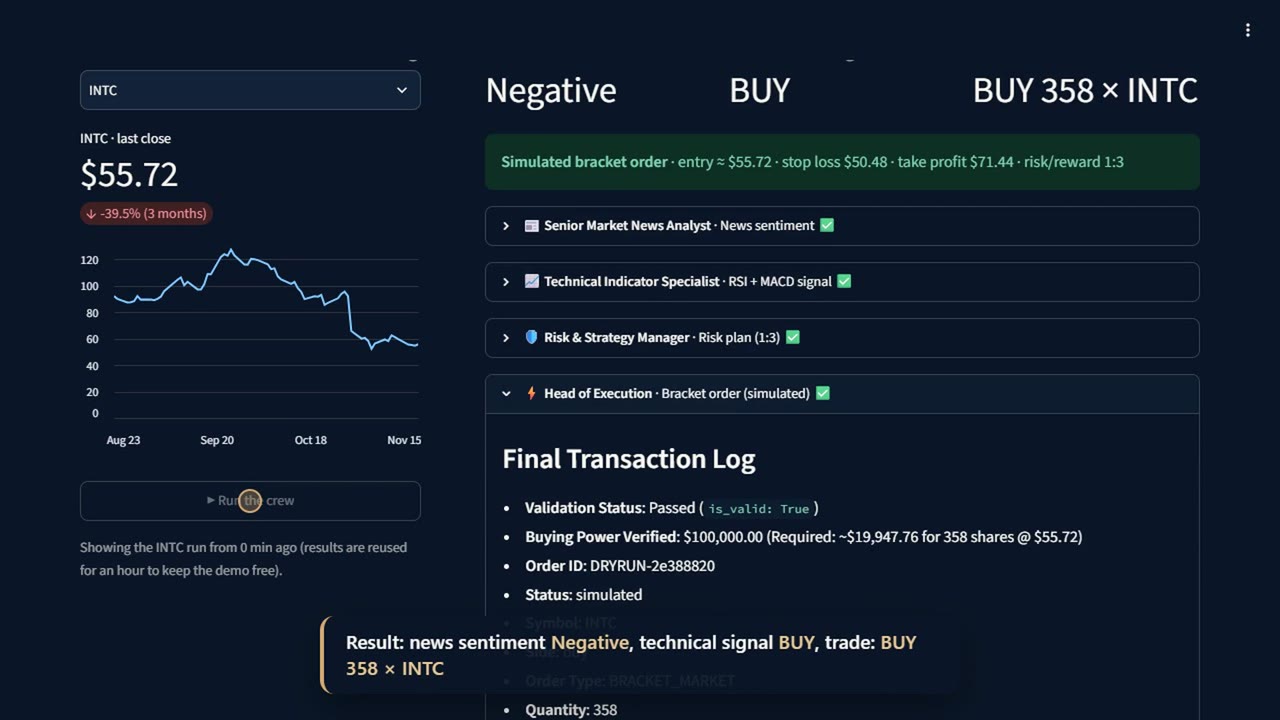 INTC
INTC · last close
$55.72
↓ -39.5% (3 months)
120
100
80
60
40
20
0
Aug 23 Sep 20 Oct 18 Nov 15
▶ Run the crew
Showing the INTC run from 0 min ago (results are reused
for an hour to keep the demo free).
Negative BUY BUY 358 × INTC
Simulated bracket order · entry ≈ $55.72 · stop loss $50.48 · take profit $71.44 · risk/reward 1:3
Senior Market News Analyst · News sentiment
Technical Indicator Specialist · RSI + MACD signal
Risk & Strategy Manager · Risk plan (1:3)
Head of Execution · Bracket order (simulated)
Final Transaction Log
• Validation Status: Passed ( is_valid: True )
• Buying Power Verified: $100,000.00 (Required: ~$19,947.76 for 358 shares @ $55.72)
• Order ID: DRYRUN-2e388820
• Status: simulated
Symbol: INTC
Order Type: BRACKET_MARKET
• Quantity: 358
Result: news sentiment Negative, technical signal BUY, trade: BUY
358 × INTC